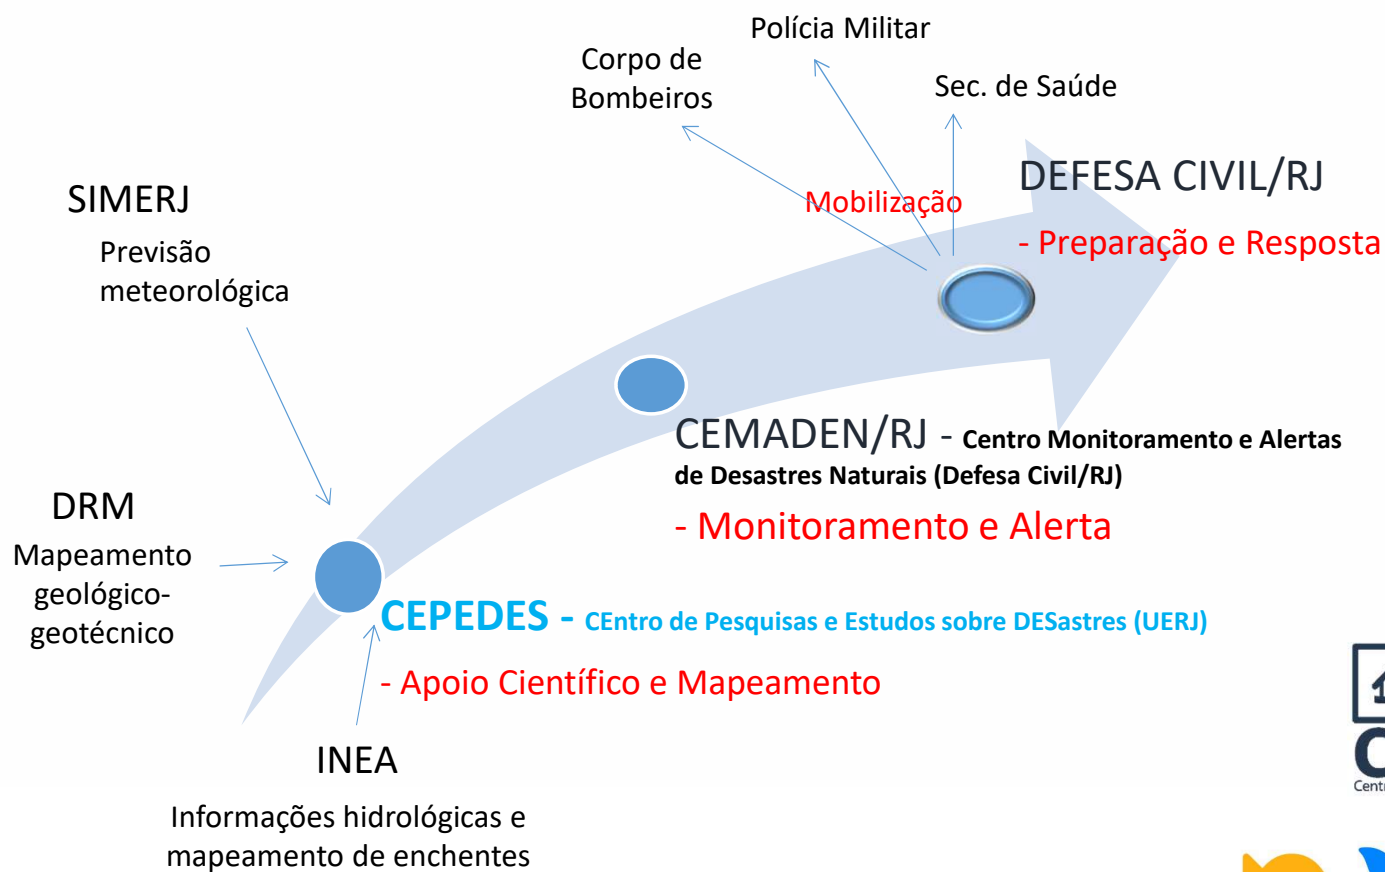 Polícia Militar
Corpo de
Bombeiros
Sec. de Saúde
DEFESA CIVIL/RJ
- Preparação e Resposta
Mobilização
SIMERJ
Previsão
meteorológica
CEMADEN/RJ - Centro Monitoramento e Alertas
de Desastres Naturais (Defesa Civil/RJ)
- Monitoramento e Alerta
DRM
Mapeamento
geológico-
geotécnico
CEPEDES - CEntro de Pesquisas e Estudos sobre DESastres (UERJ)
- Apoio Científico e Mapeamento
INEA
Informações hidrológicas e
mapeamento de enchentes